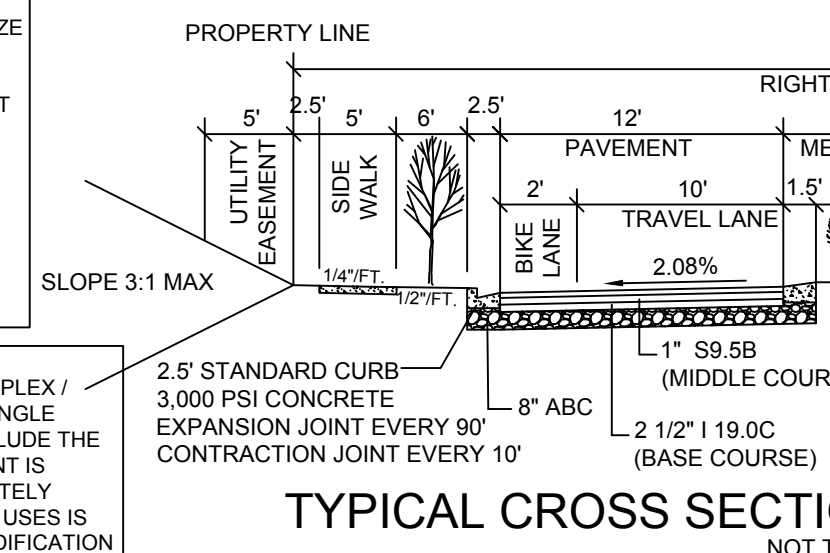 ZE
T
PROPERTY LINE
RIGHT
5' 2.5' 5' 6' 2.5' 12'
PAVEMENT
ME
UTILITY
EASEMENT
SIDE
WALK
2' 10' 1.5'
BIKE
LANE
TRAVEL LANE
2.08%
SLOPE 3:1 MAX
1/4"/FT.
1/2"/FT.
2.5' STANDARD CURB
3,000 PSI CONCRETE
EXPANSION JOINT EVERY 90'
CONTRACTION JOINT EVERY 10'
8" ABC
1" S9.5B
(MIDDLE COUR
2 1/2" I 19.0C
(BASE COURSE)
PLEX /
NGLE
LUDE THE
NT IS
TELY
USES IS
DIFICATION
TYPICAL CROSS SECTIO
NOT T